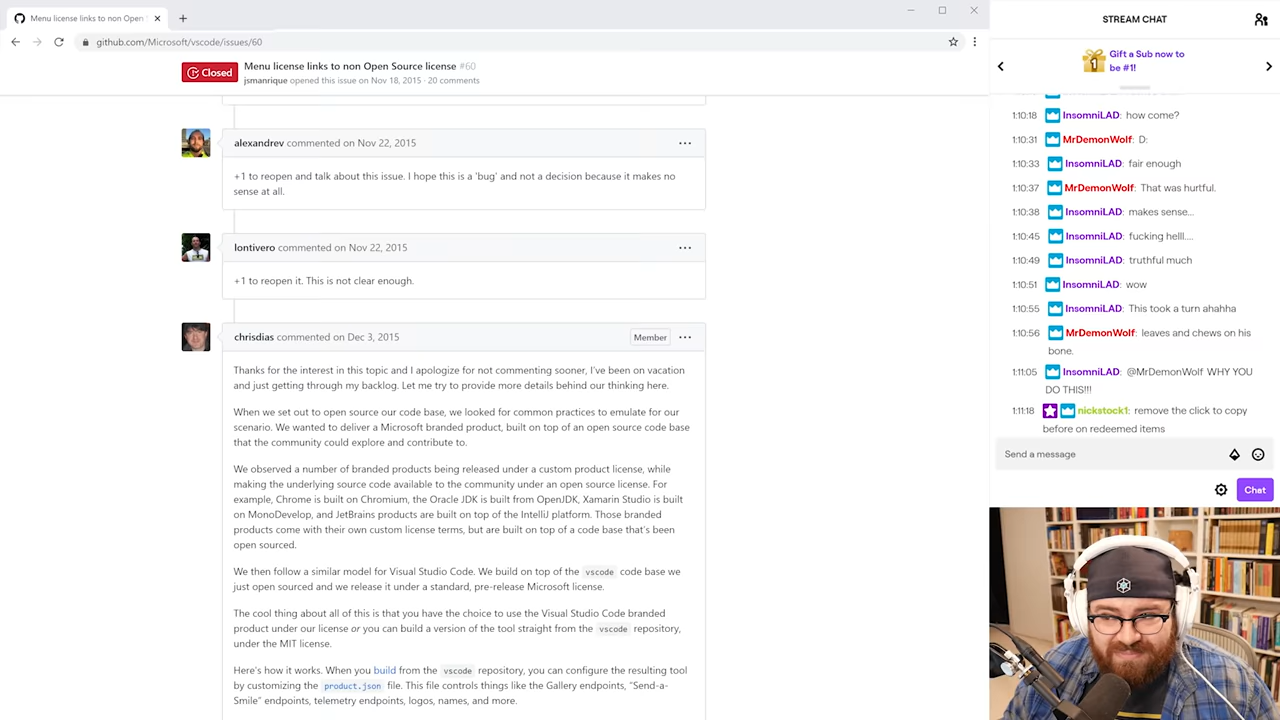 Menu license links to non Open S
github.com/Microsoft/vscode/issues/60
Closed
Menu license links to non Open Source license #60
jsmanrique opened this issue on Nov 18, 2015 · 20 comments
alexandrev commented on Nov 22, 2015
+1 to reopen and talk about this issue. I hope this is a 'bug' and not a decision because it makes no
sense at all.
lontivero commented on Nov 22, 2015
+1 to reopen it. This is not clear enough.
chrisdias commented on Dec 3, 2015
Member
Thanks for the interest in this topic and I apologize for not commenting sooner, I've been on vacation
and just getting through my backlog. Let me try to provide more details behind our thinking here.
When we set out to open source our code base, we looked for common practices to emulate for our
scenario. We wanted to deliver a Microsoft branded product, built on top of an open source code base
that the community could explore and contribute to.
We observed a number of branded products being released under a custom product license, while
making the underlying source code available to the community under an open source license. For
example, Chrome is built on Chromium, the Oracle JDK is built from OpenJDK, Xamarin Studio is built
on MonoDevelop, and JetBrains products are built on top of the IntelliJ platform. Those branded
products come with their own custom license terms, but are built on top of a code base that's been
open sourced.
We then follow a similar model for Visual Studio Code. We build on top of the vscode code base we
just open sourced and we release it under a standard, pre-release Microsoft license.
The cool thing about all of this is that you have the choice to use the Visual Studio Code branded
product under our license or you can build a version of the tool straight from the vscode repository,
under the MIT license.
Here's how it works. When you build from the vscode repository, you can configure the resulting tool
by customizing the product.json file. This file controls things like the Gallery endpoints, "Send-a-
Smile" endpoints, telemetry endpoints, logos, names, and more.
STREAM CHAT
1
Gift a Sub now to
be #1!
1:10:18 InsomniLAD: how come?
1:10:31 MrDemonWolf: D:
1:10:33 InsomniLAD: fair enough
1:10:37 MrDemonWolf: That was hurtful.
1:10:38 InsomniLAD: makes sense...
1:10:45 InsomniLAD: fucking helll....
1:10:49 InsomniLAD: truthful much
1:10:51 InsomniLAD: wow
1:10:55 InsomniLAD: This took a turn ahahha
1:10:56 MrDemonWolf: leaves and chews on his
bone.
1:11:05 InsomniLAD: @MrDemonWolf WHY YOU
DO THIS!!!
1:11:18 nickstock1: remove the click to copy
before on redeemed items
Send a message
Chat